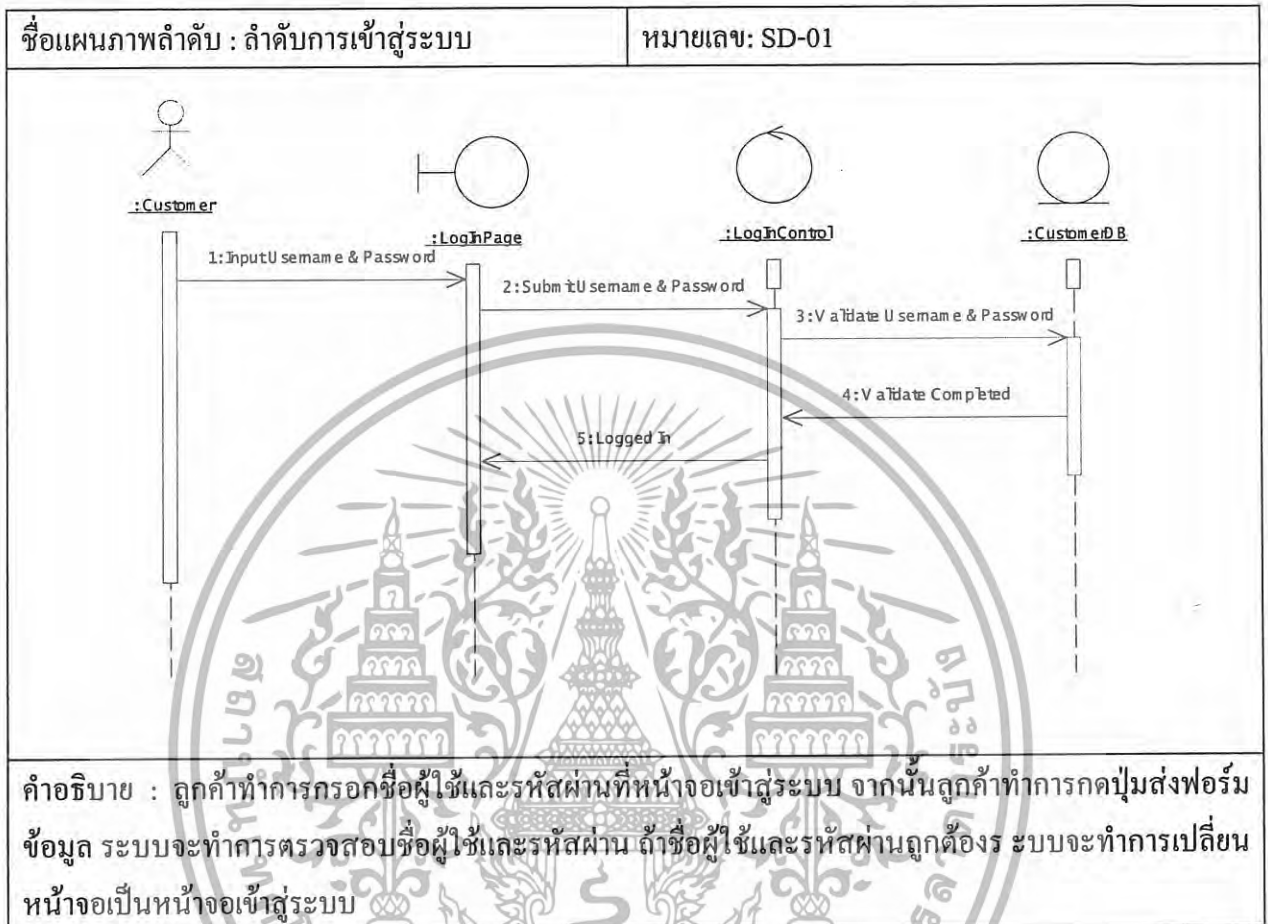 ชื่อแผนภาพลำดับ : ลำดับการเข้าสู่ระบบ
หมายเลข: SD-01
:Customer
:LogInPage
:LogInControl
:CustomerDB
1:InputUsername & Password
2:SubmitUsername & Password
3:Validate Username & Password
4:Validate Completed
5:Logged In
คำอธิบาย : ลูกค้าทำการกรอกชื่อผู้ใช้และรหัสผ่านที่หน้าจอเข้าสู่ระบบ จากนั้นลูกค้าทำการกดปุ่มส่งฟอร์ม
ข้อมูล ระบบจะทำการตรวจสอบชื่อผู้ใช้และรหัสผ่าน ถ้าชื่อผู้ใช้และรหัสผ่านถูกต้องร ะบบจะทำการเปลี่ยน
หน้าจอเป็นหน้าจอเข้าสู่ระบบ